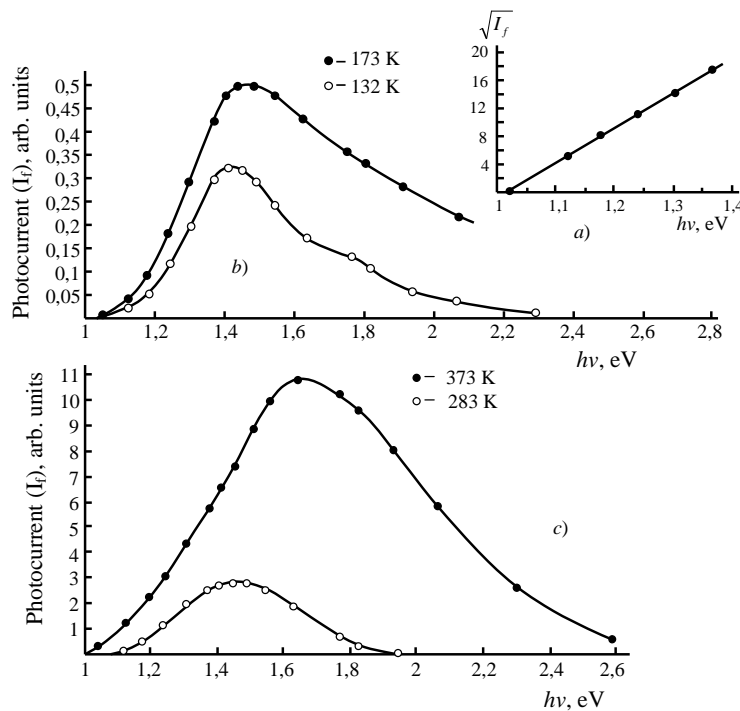 √I_f
20
16
12
8
4
1 1,1 1,2 1,3 1,4
hν, eV
a)
– 173 K
– 132 K
Photocurrent (I_f), arb. units
0,5
0,45
0,4
0,35
0,3
0,25
0,2
0,15
0,1
0,05
b)
1 1,2 1,4 1,6 1,8 2 2,2 2,4 2,6 2,8
hν, eV
– 373 K
– 283 K
Photocurrent (I_f), arb. units
11
10
9
8
7
6
5
4
3
2
1
c)
1 1,2 1,4 1,6 1,8 2 2,2 2,4 2,6
hν, eV